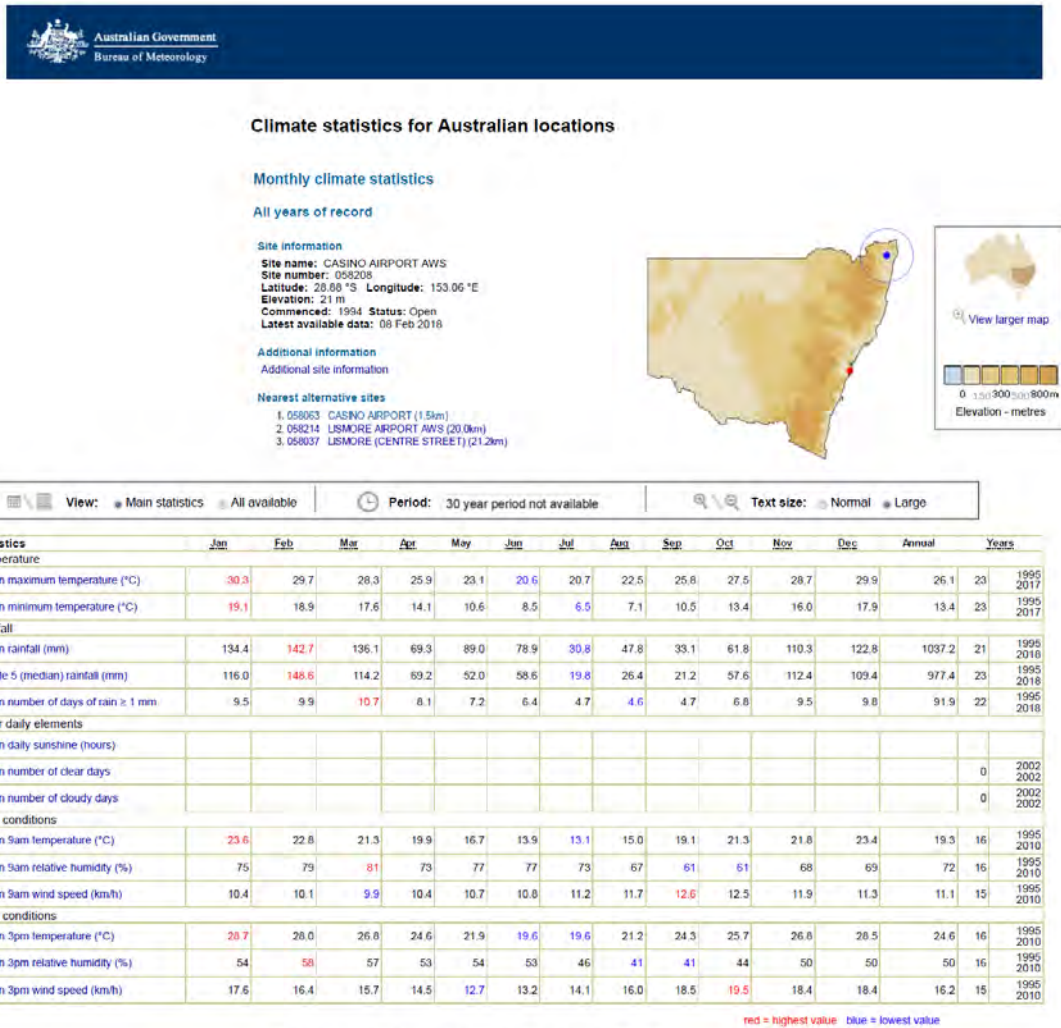 Australian Government
Bureau of Meteorology
Climate statistics for Australian locations
Monthly climate statistics
All years of record
Site information
Site name: CASINO AIRPORT AWS
Site number: 058208
Latitude: 28.88 °S Longitude: 153.06 °E
Elevation: 21 m
Commenced: 1994 Status: Open
Latest available data: 08 Feb 2018
Additional information
Additional site information
Nearest alternative sites
1. 058063 CASINO AIRPORT (1.5km)
2. 058214 LISMORE AIRPORT AWS (20.0km)
3. 058037 LISMORE (CENTRE STREET) (21.2km)
View larger map
0 150 300 500 800m
Elevation - metres
View: Main statistics All available Period: 30 year period not available Text size: Normal Large
stics Jan Feb Mar Apr May Jun Jul Aug Sep Oct Nov Dec Annual Years
perature
n maximum temperature (°C) 30.3 29.7 28.3 25.9 23.1 20.6 20.7 22.5 25.8 27.5 28.7 29.9 26.1 23 1995 2017
n minimum temperature (°C) 19.1 18.9 17.6 14.1 10.6 8.5 6.5 7.1 10.5 13.4 16.0 17.9 13.4 23 1995 2017
all
n rainfall (mm) 134.4 142.7 136.1 69.3 89.0 78.9 30.8 47.8 33.1 61.8 110.3 122.8 1037.2 21 1995 2018
le 5 (median) rainfall (mm) 116.0 148.6 114.2 69.2 52.0 58.6 19.8 26.4 21.2 57.6 112.4 109.4 977.4 23 1995 2018
n number of days of rain ≥ 1 mm 9.5 9.9 10.7 8.1 7.2 6.4 4.7 4.6 4.7 6.8 9.5 9.8 91.9 22 1995 2018
r daily elements
n daily sunshine (hours)
n number of clear days 0 2002 2002
n number of cloudy days 0 2002 2002
conditions
n 9am temperature (°C) 23.6 22.8 21.3 19.9 16.7 13.9 13.1 15.0 19.1 21.3 21.8 23.4 19.3 16 1995 2010
n 9am relative humidity (%) 75 79 81 73 77 77 73 67 61 61 68 69 72 16 1995 2010
n 9am wind speed (km/h) 10.4 10.1 9.9 10.4 10.7 10.8 11.2 11.7 12.6 12.5 11.9 11.3 11.1 15 1995 2010
conditions
n 3pm temperature (°C) 28.7 28.0 26.8 24.6 21.9 19.6 19.6 21.2 24.3 25.7 26.8 28.5 24.6 16 1995 2010
n 3pm relative humidity (%) 54 58 57 53 54 53 46 41 41 44 50 50 50 16 1995 2010
n 3pm wind speed (km/h) 17.6 16.4 15.7 14.5 12.7 13.2 14.1 16.0 18.5 19.5 18.4 18.4 16.2 15 1995 2010
red = highest value blue = lowest value